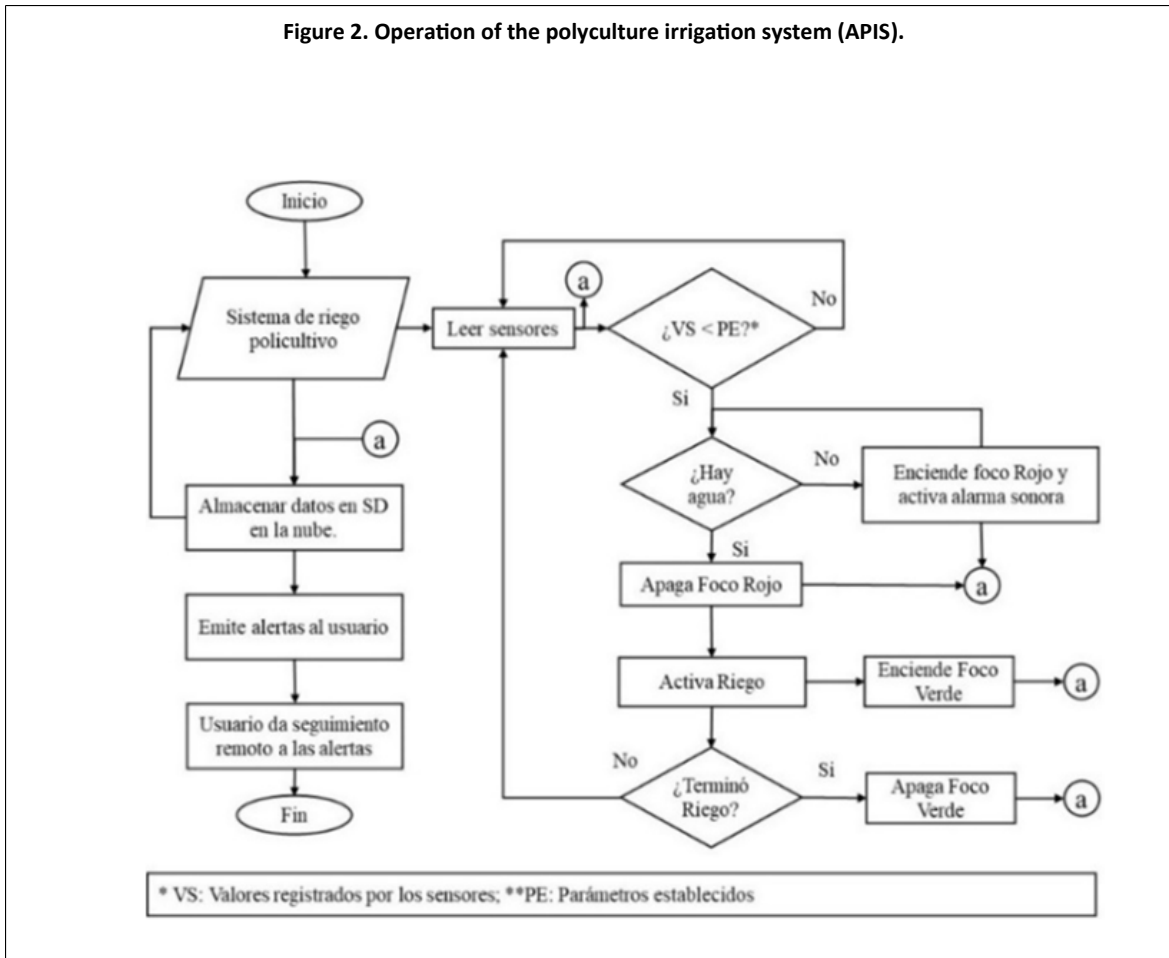 Figure 2. Operation of the polyculture irrigation system (APIS).
Inicio
Sistema de riego
policultivo
a
Almacenar datos en SD
en la nube.
Emite alertas al usuario
Usuario da seguimiento
remoto a las alertas
Fin
Leer sensores
a
¿VS < PE?*
No
Si
¿Hay
agua?
No
Enciende foco Rojo y
activa alarma sonora
a
Si
Apaga Foco Rojo
Activa Riego
Enciende Foco
Verde
a
¿Terminó
Riego?
No
Si
Apaga Foco
Verde
a
* VS: Valores registrados por los sensores; **PE: Parámetros establecidos